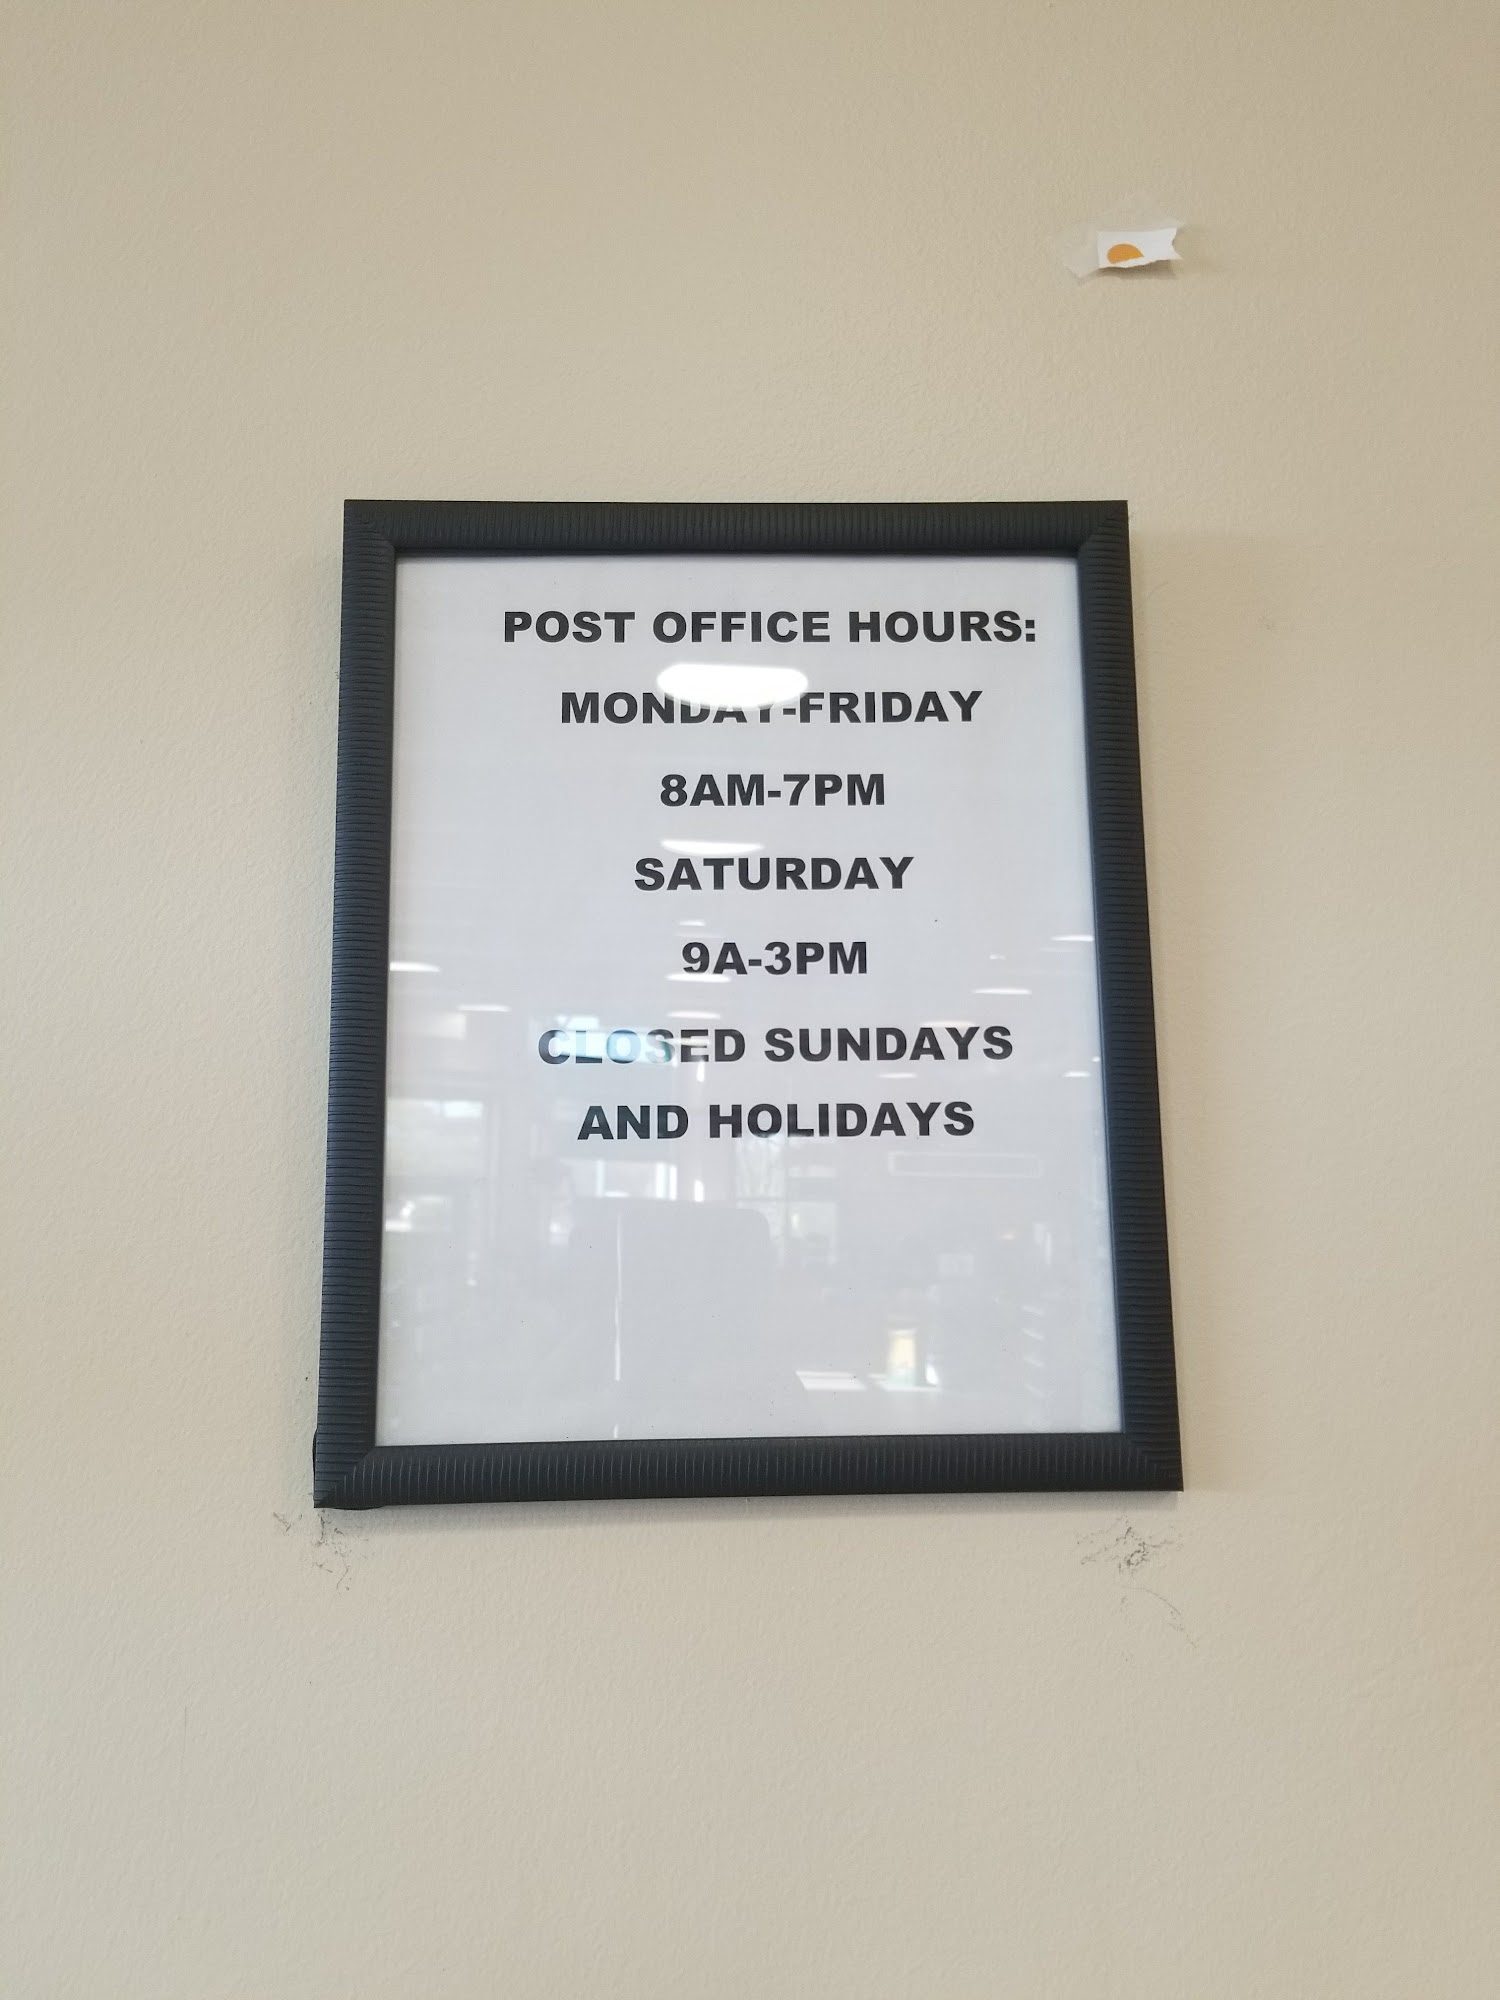 POST OFFICE HOURS:
MONDAY-FRIDAY
8AM-7PM
SATURDAY
9A-3PM
CLOSED SUNDAYS
AND HOLIDAYS